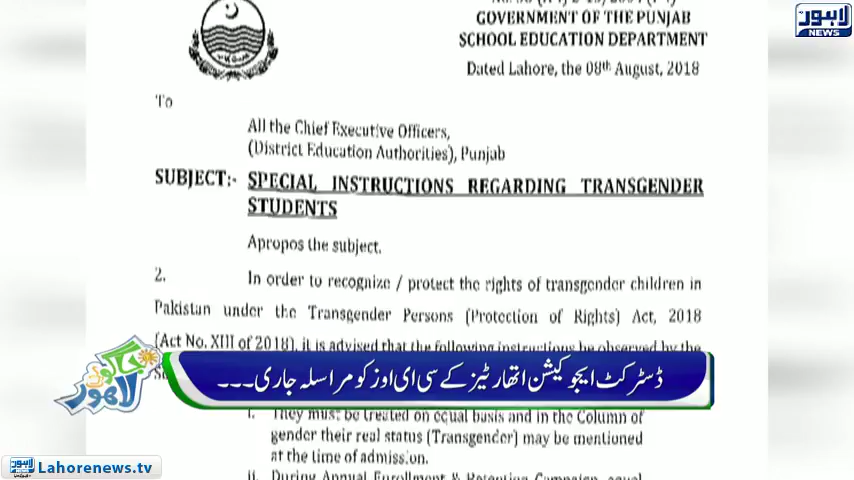 GOVERNMENT OF THE PUNJAB
SCHOOL EDUCATION DEPARTMENT
Dated Lahore, the 08th August, 2018
لاہور
NEWS
To
All the Chief Executive Officers,
(District Education Authorities), Punjab
SUBJECT:- SPECIAL INSTRUCTIONS REGARDING TRANSGENDER
STUDENTS
Apropos the subject.
2. In order to recognize / protect the rights of transgender children in
Pakistan under the Transgender Persons (Protection of Rights) Act, 2018
(Act No. XIII of 2018), it is advised that the following instructions be observed by the
جاگو
لاہور
ڈسٹرکٹ ایجوکیشن اتھارٹیز کے سی ای اوز کو مراسلہ جاری ۔۔۔
i. They must be treated on equal basis and in the Column of
gender their real status (Transgender) may be mentioned
at the time of admission.
ii. During Annual Enrollment & Retention Campaign, equal
لاہور
Lahorenews.tv